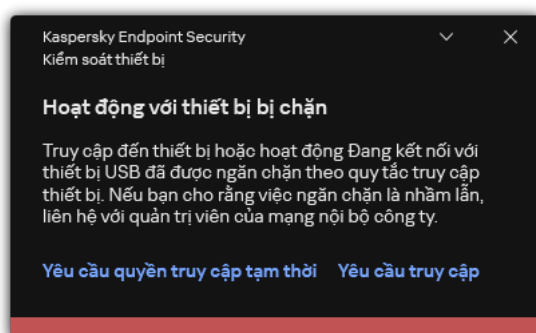 Kaspersky Endpoint Security
Kiểm soát thiết bị
Hoạt động với thiết bị bị chặn
Truy cập đến thiết bị hoặc hoạt động Đang kết nối với
thiết bị USB đã được ngăn chặn theo quy tắc truy cập
thiết bị. Nếu bạn cho rằng việc ngăn chặn là nhầm lẫn,
liên hệ với quản trị viên của mạng nội bộ công ty.
Yêu cầu quyền truy cập tạm thời Yêu cầu truy cập